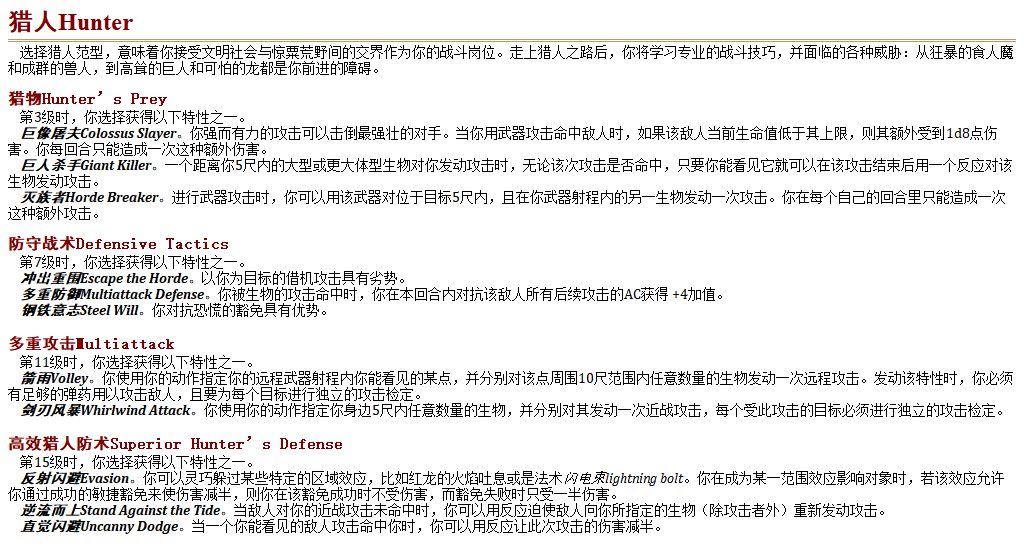 猎人Hunter
选择猎人范型，意味着你接受文明社会与惊粟荒野间的交界作为你的战斗岗位。走上猎人之路后，你将学习专业的战斗技巧，并面临的各种威胁：从狂暴的食人魔
和成群的兽人，到高耸的巨人和可怕的龙都是你前进的障碍。
猎物Hunter’s Prey
第3级时，你选择获得以下特性之一。
巨像屠夫Colossus Slayer。你强而有力的攻击可以击倒最强壮的对手。当你用武器攻击命中敌人时，如果该敌人当前生命值低于其上限，则其额外受到1d8点伤
害。你每回合只能造成一次这种额外伤害。
巨人杀手Giant Killer。一个距离你5尺内的大型或更大体型生物对你发动攻击时，无论该次攻击是否命中，只要你能看见它就可以在该攻击结束后用一个反应对该
生物发动攻击。
灭族者Horde Breaker。进行武器攻击时，你可以用该武器对位于目标5尺内，且在你武器射程内的另一生物发动一次攻击。你在每个自己的回合里只能造成一次
这种额外攻击。
防守战术Defensive Tactics
第7级时，你选择获得以下特性之一。
冲出重围Escape the Horde。以你为目标的借机攻击具有劣势。
多重防御Multiattack Defense。你被生物的攻击命中时，你在本回合内对抗该敌人所有后续攻击的AC获得 +4加值。
钢铁意志Steel Will。你对抗恐慌的豁免具有优势。
多重攻击Multiattack
第11级时，你选择获得以下特性之一。
箭雨Volley。你使用你的动作指定你的远程武器射程内你能看见的某点，并分别对该点周围10尺范围内任意数量的生物发动一次远程攻击。发动该特性时，你必须
有足够的弹药用以攻击敌人，且要为每个目标进行独立的攻击检定。
剑刃风暴Whirlwind Attack。你使用你的动作指定你身边5尺内任意数量的生物，并分别对其发动一次近战攻击，每个受此攻击的目标必须进行独立的攻击检定。
高效猎人防术Superior Hunter’s Defense
第15级时，你选择获得以下特性之一。
反射闪避Evasion。你可以灵巧躲过某些特定的区域效应，比如红龙的火焰吐息或是法术闪电束lightning bolt。你在成为某一范围效应影响对象时，若该效应允许
你通过成功的敏捷豁免来使伤害减半，则你在该豁免成功时不受伤害，而豁免失败时只受一半伤害。
逆流而上Stand Against the Tide。当敌人对你的近战攻击未命中时，你可以用反应迫使敌人向你所指定的生物（除攻击者外）重新发动攻击。
直觉闪避Uncanny Dodge。当一个你能看见的敌人攻击命中你时，你可以用反应让此次攻击的伤害减半。